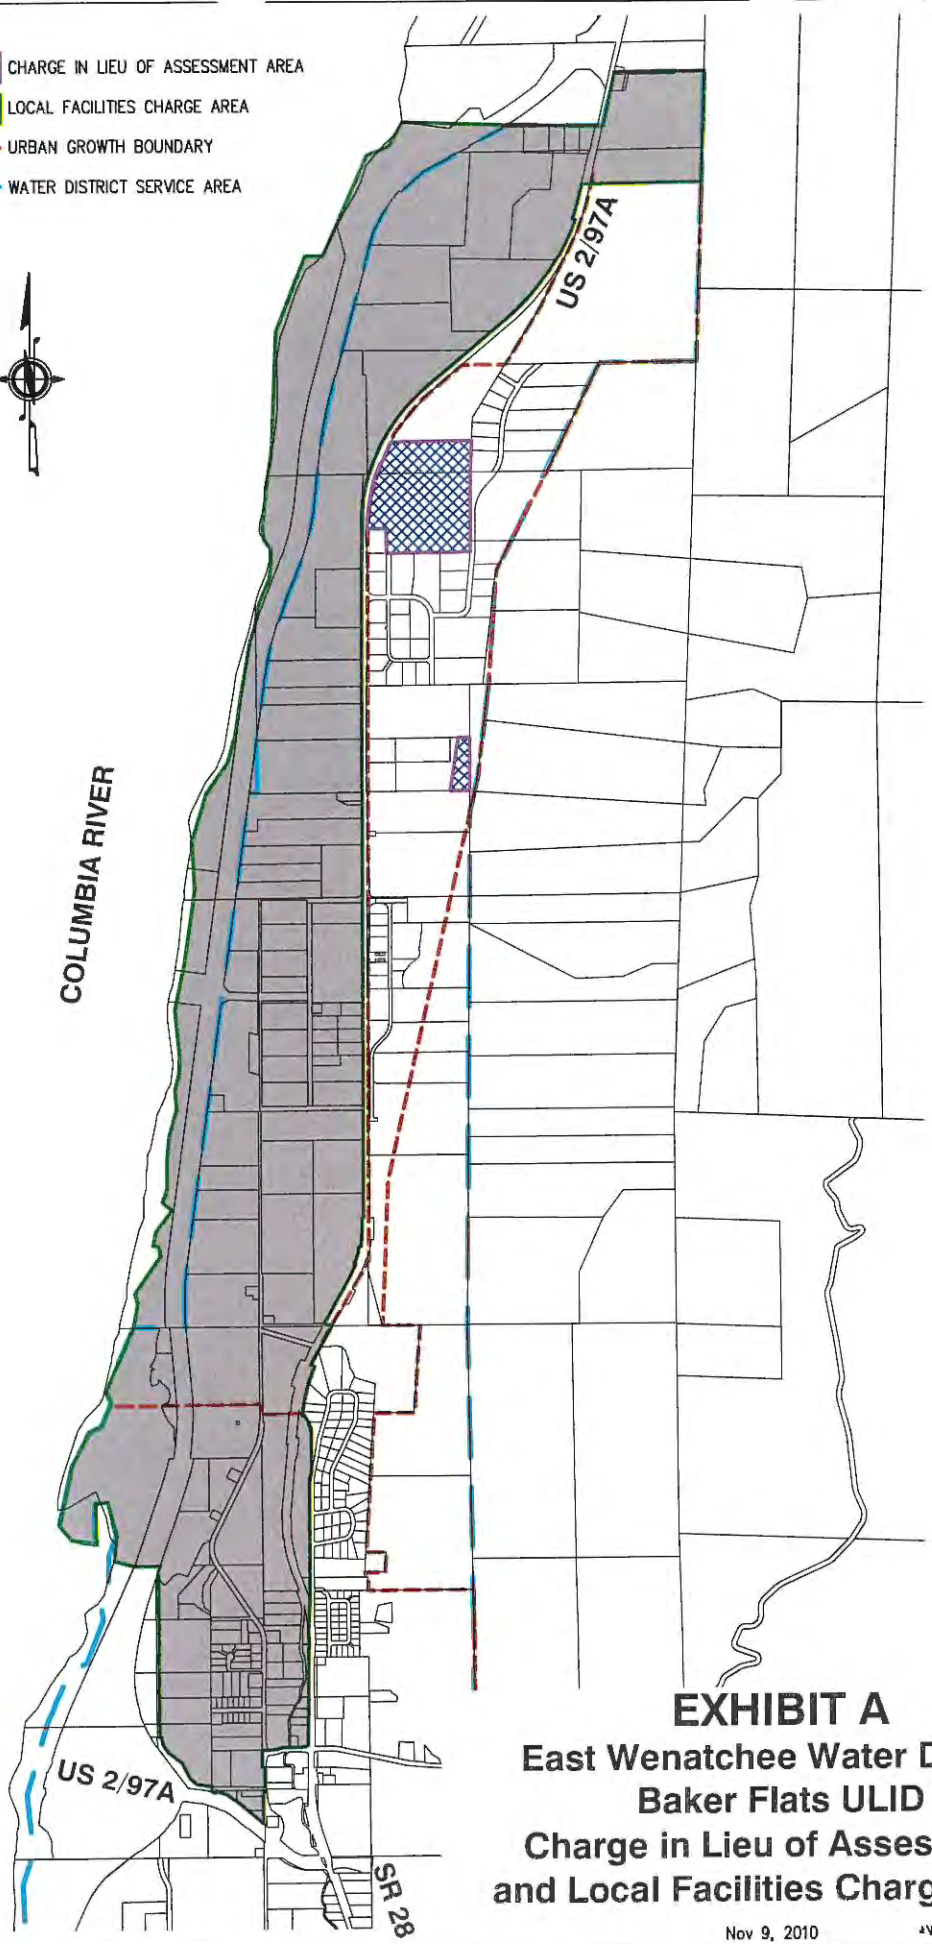 CHARGE IN LIEU OF ASSESSMENT AREA
LOCAL FACILITIES CHARGE AREA
URBAN GROWTH BOUNDARY
WATER DISTRICT SERVICE AREA
US 2/97A
COLUMBIA RIVER
US 2/97A
SR 28
EXHIBIT A
East Wenatchee Water D
Baker Flats ULID
Charge in Lieu of Asses
and Local Facilities Charg
Nov 9, 2010